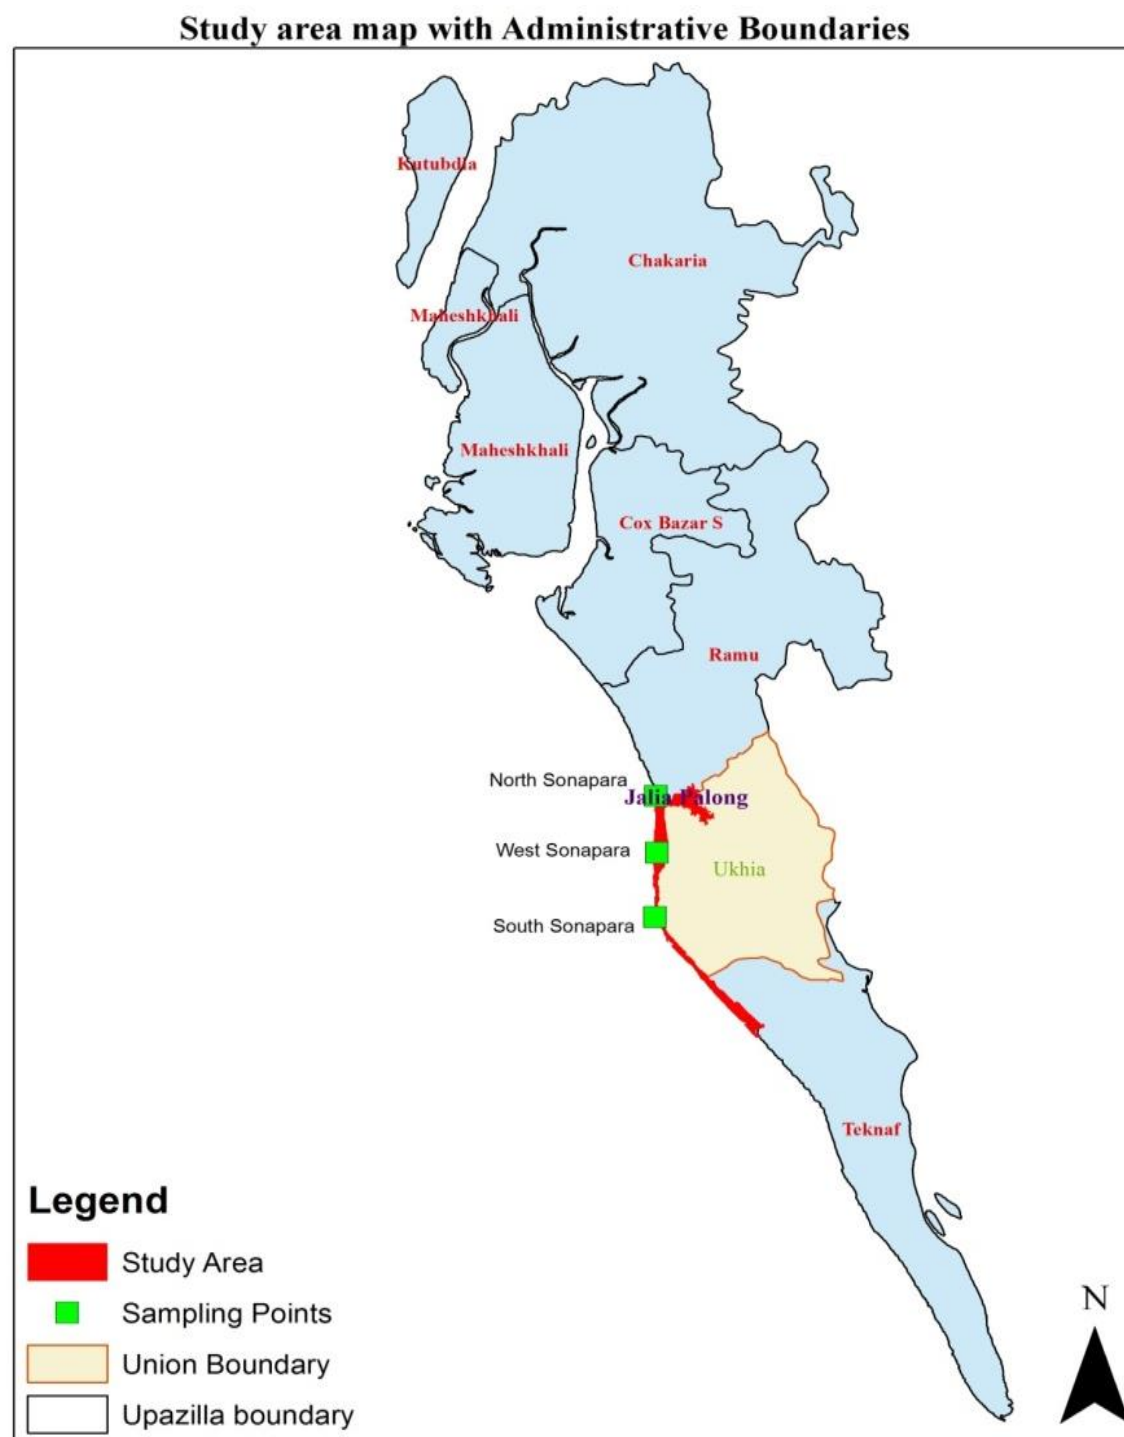 Study area map with Administrative Boundaries
Kutubdia
Chakaria
Maheshkhali
Maheshkhali
Cox Bazar S
Ramu
North Sonapara
Jalia Palong
West Sonapara
Ukhia
South Sonapara
Teknaf
Legend
Study Area
Sampling Points
Union Boundary
Upazilla boundary
N